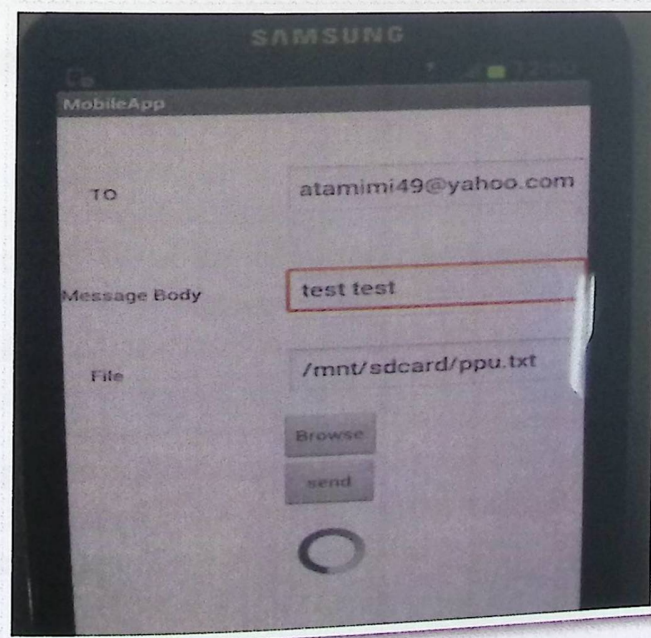 SAMSUNG
MobileApp
TO
atamimi49@yahoo.com
Message Body
test test
File
/mnt/sdcard/ppu.txt
Browse
send